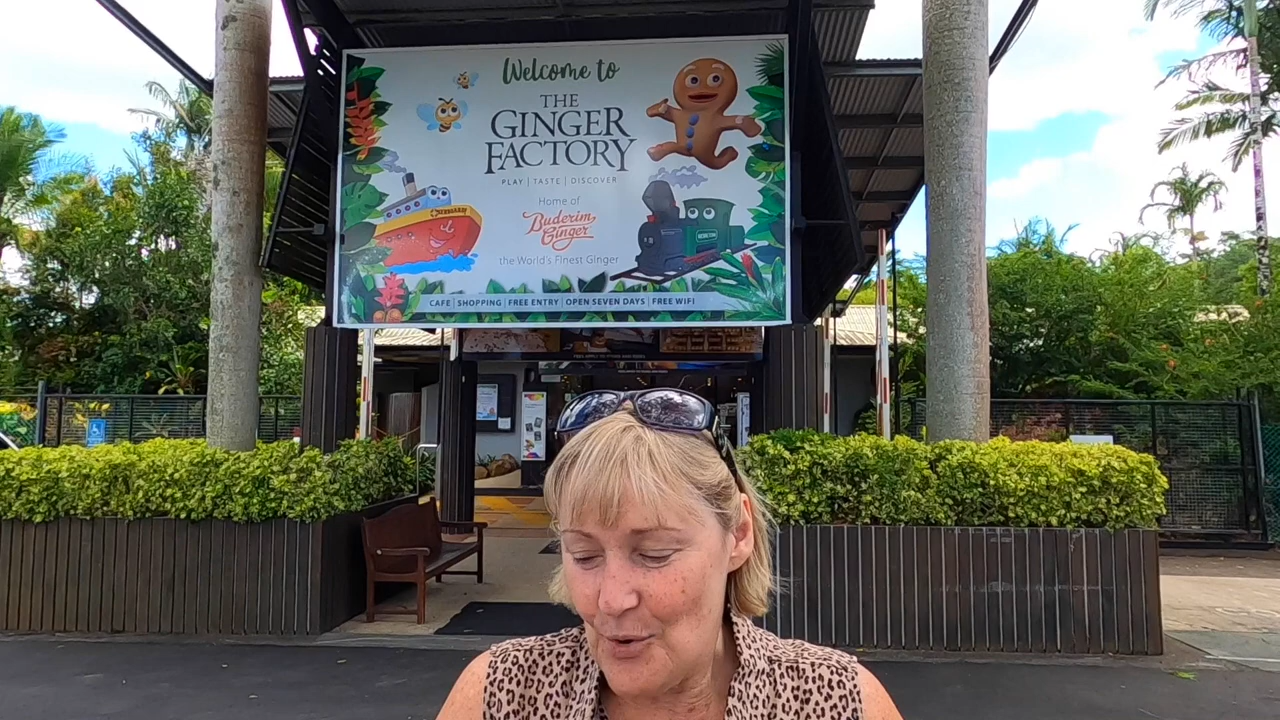 Welcome to
THE
GINGER
FACTORY
PLAY | TASTE | DISCOVER
Home of
Buderim
Ginger
the World's Finest Ginger
CAFE | SHOPPING | FREE ENTRY | OPEN SEVEN DAYS | FREE WIFI